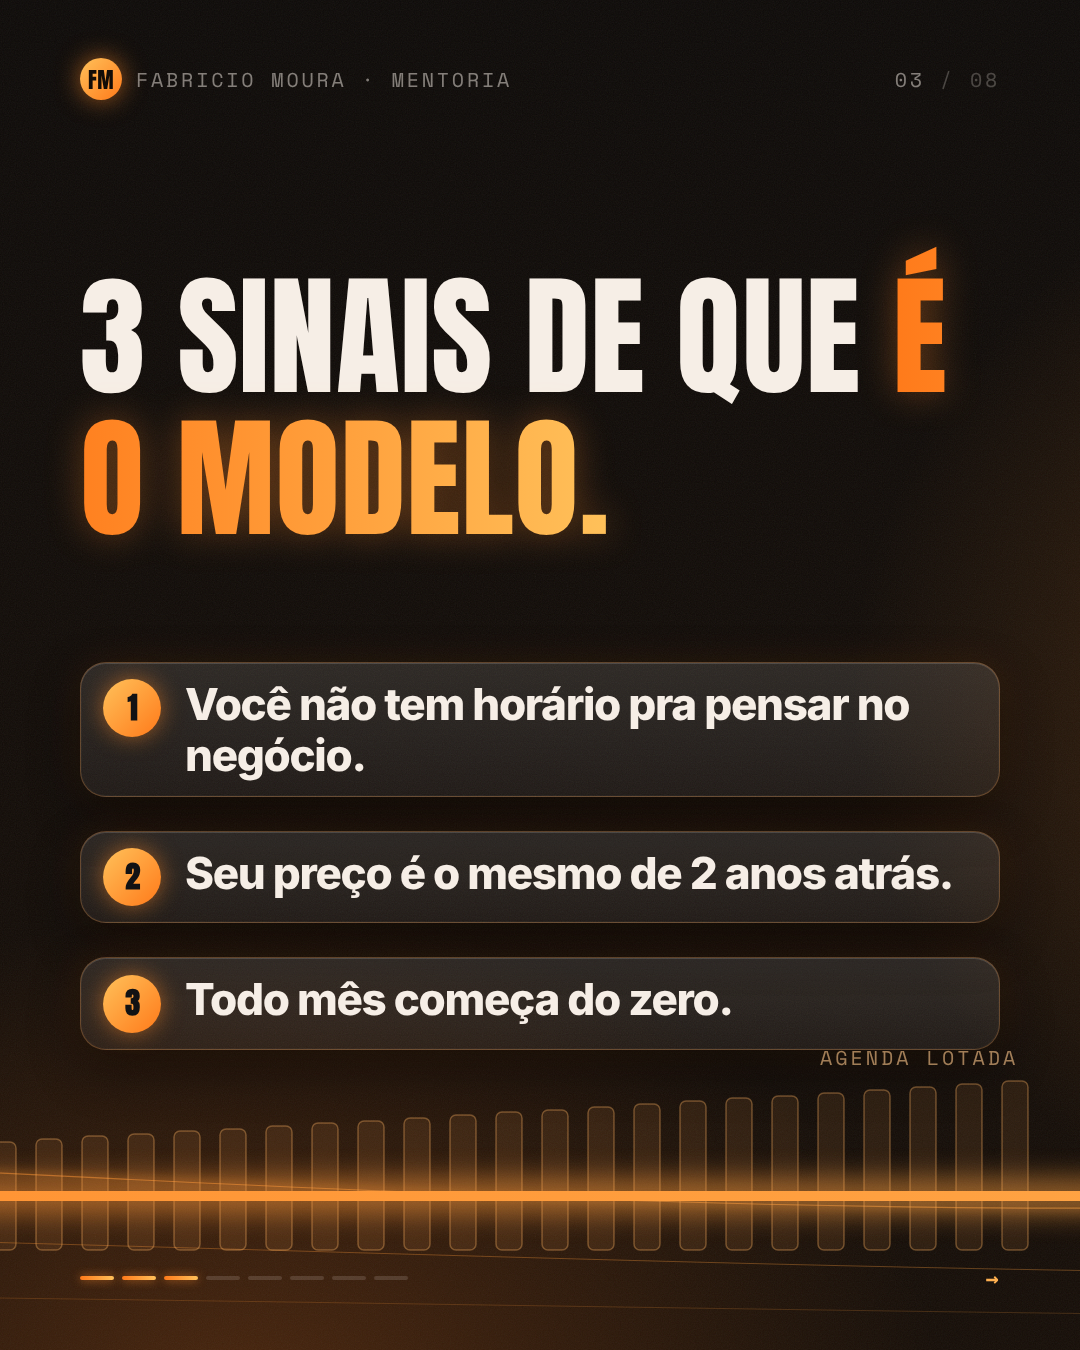 FM FABRICIO MOURA · MENTORIA
03 / 08
3 SINAIS DE QUE É
O MODELO.
1 Você não tem horário pra pensar no
negócio.
2 Seu preço é o mesmo de 2 anos atrás.
3 Todo mês começa do zero.
AGENDA LOTADA
→